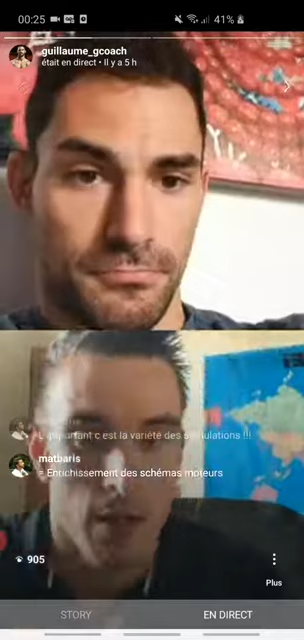 00:25 41%
guillaume_gcoach
était en direct • Il y a 5 h
L'important c est la variété des stimulations !!!
matbaris
= Enrichissement des schémas moteurs
905
Plus
STORY EN DIRECT